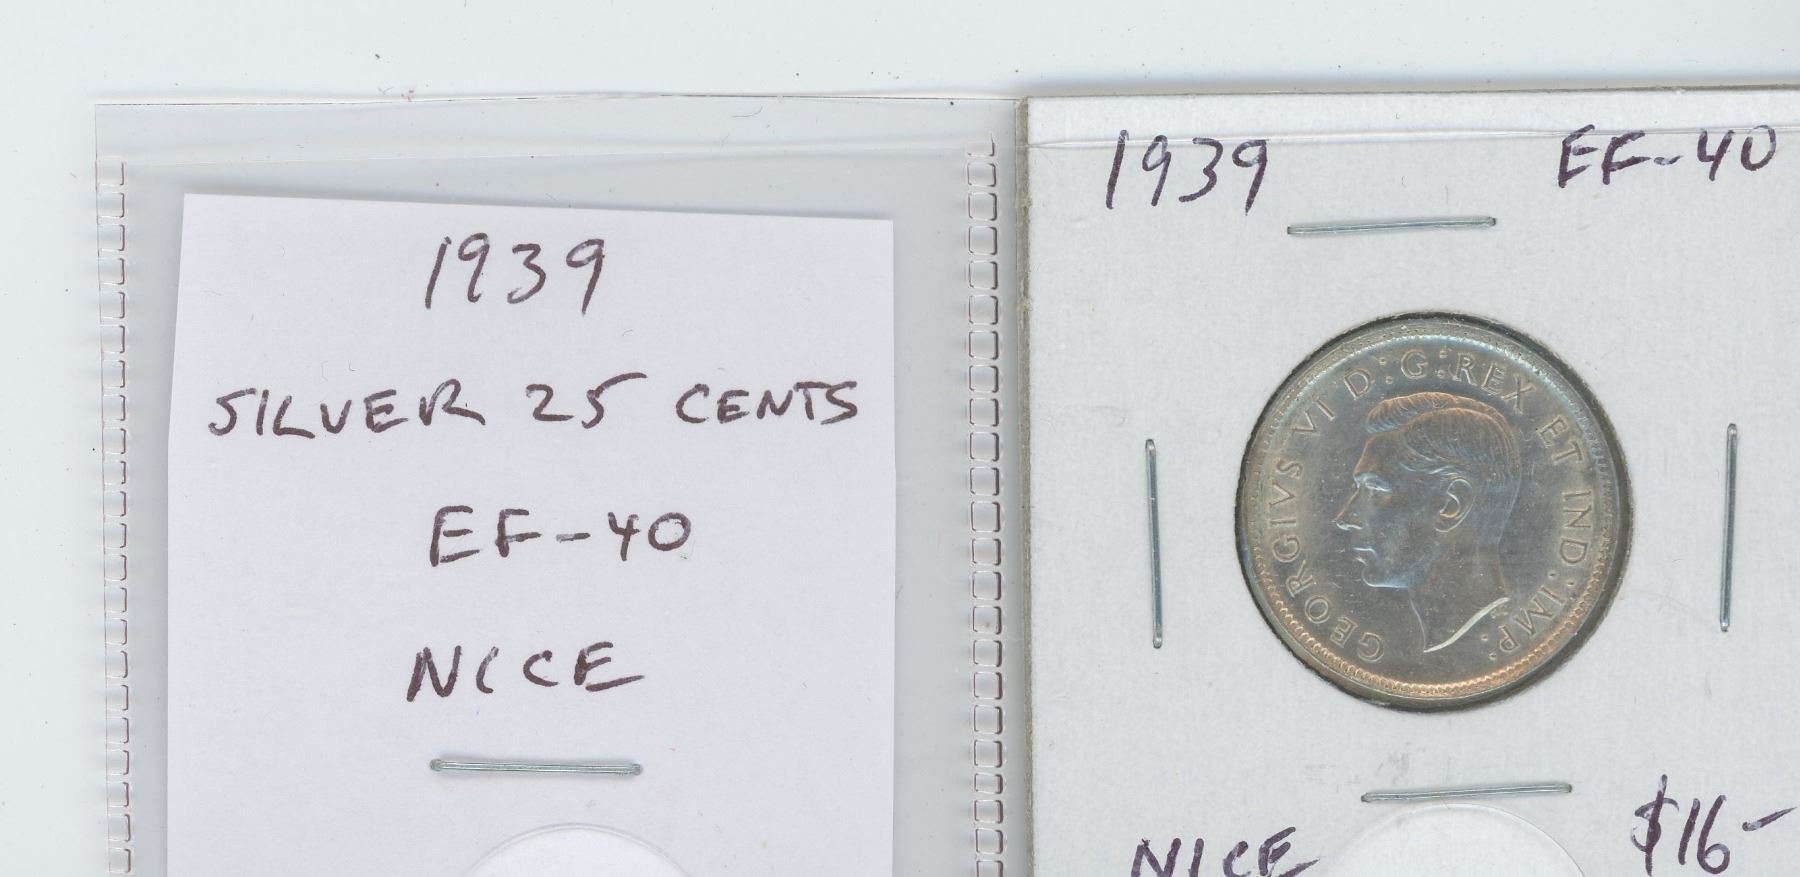 1939
SILVER 25 CENTS
EF-40
NICE
1939 EF-40
GEORGIVS VI D:G:REX ET IND:IMP:
NICE $16-